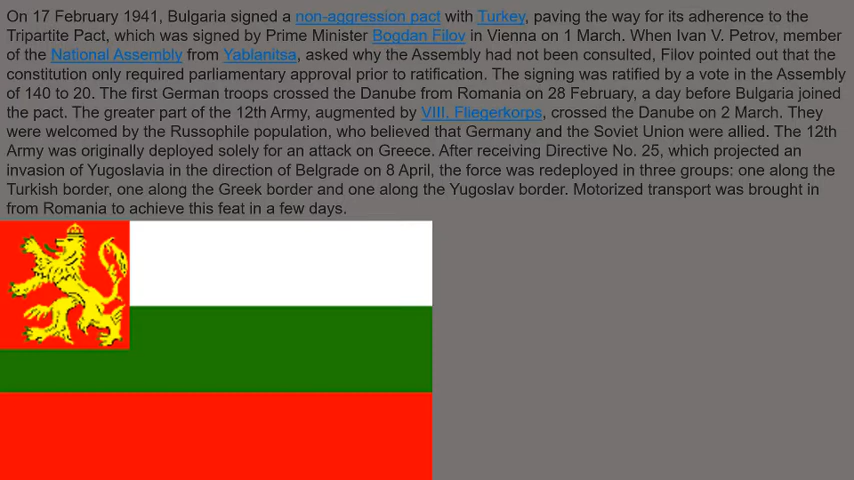 On 17 February 1941, Bulgaria signed a non-aggression pact with Turkey, paving the way for its adherence to the
Tripartite Pact, which was signed by Prime Minister Bogdan Filov in Vienna on 1 March. When Ivan V. Petrov, member
of the National Assembly from Yablanitsa, asked why the Assembly had not been consulted, Filov pointed out that the
constitution only required parliamentary approval prior to ratification. The signing was ratified by a vote in the Assembly
of 140 to 20. The first German troops crossed the Danube from Romania on 28 February, a day before Bulgaria joined
the pact. The greater part of the 12th Army, augmented by VIII. Fliegerkorps, crossed the Danube on 2 March. They
were welcomed by the Russophile population, who believed that Germany and the Soviet Union were allied. The 12th
Army was originally deployed solely for an attack on Greece. After receiving Directive No. 25, which projected an
invasion of Yugoslavia in the direction of Belgrade on 8 April, the force was redeployed in three groups: one along the
Turkish border, one along the Greek border and one along the Yugoslav border. Motorized transport was brought in
from Romania to achieve this feat in a few days.